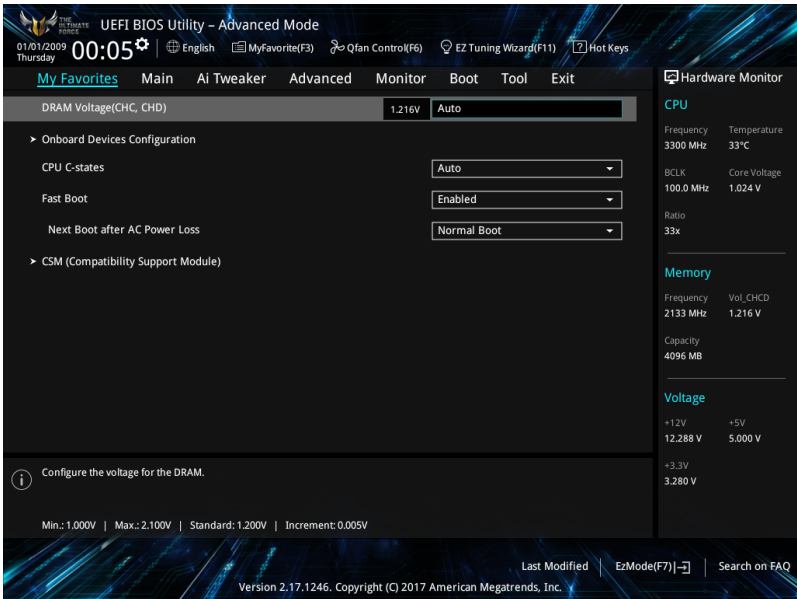 THE ULTIMATE FORCE
UEFI BIOS Utility – Advanced Mode
01/01/2009
Thursday
00:05
English
MyFavorite(F3)
Qfan Control(F6)
EZ Tuning Wizard(F11)
? Hot Keys
My Favorites Main Ai Tweaker Advanced Monitor Boot Tool Exit
DRAM Voltage(CHC, CHD) 1.216V Auto
Onboard Devices Configuration
CPU C-states Auto
Fast Boot Enabled
Next Boot after AC Power Loss Normal Boot
CSM (Compatibility Support Module)
Configure the voltage for the DRAM.
Min.: 1.000V | Max.: 2.100V | Standard: 1.200V | Increment: 0.005V
Hardware Monitor
CPU
Frequency Temperature
3300 MHz 33°C
BCLK Core Voltage
100.0 MHz 1.024 V
Ratio
33x
Memory
Frequency Vol_CHCD
2133 MHz 1.216 V
Capacity
4096 MB
Voltage
+12V +5V
12.288 V 5.000 V
+3.3V
3.280 V
Last Modified EzMode(F7) Search on FAQ
Version 2.17.1246. Copyright (C) 2017 American Megatrends, Inc.